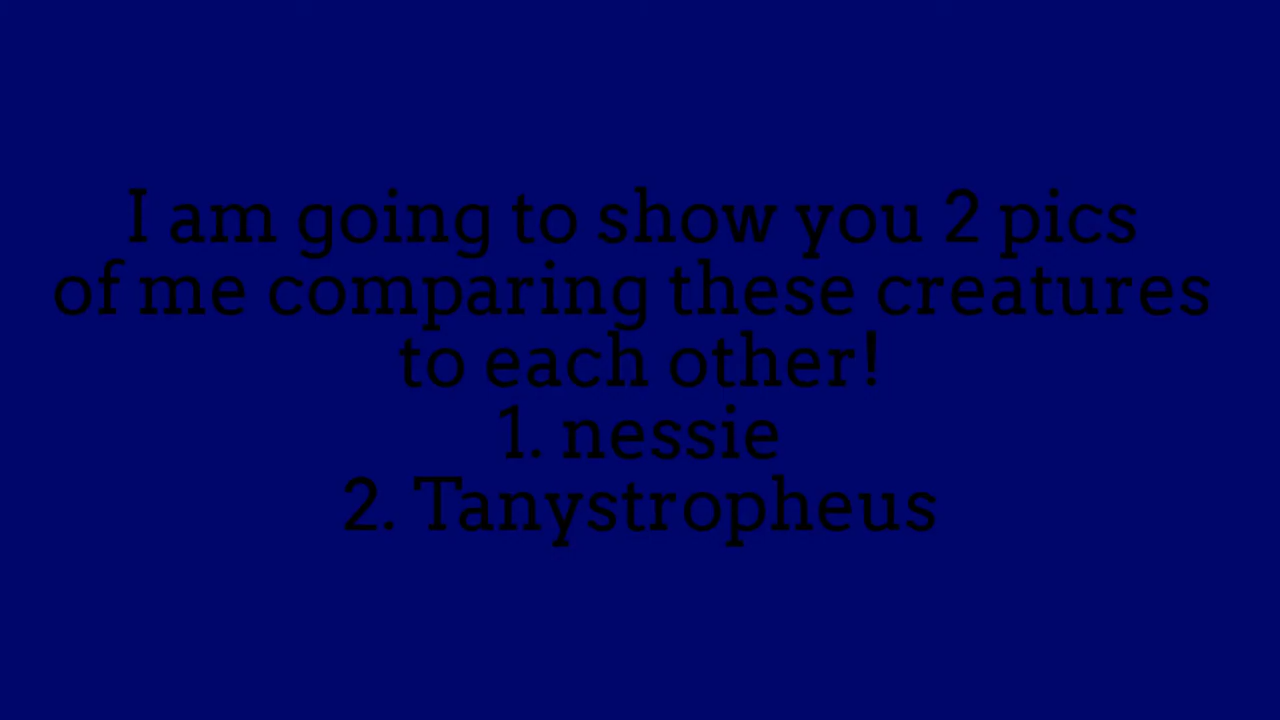 I am going to show you 2 pics
of me comparing these creatures
to each other!
1. nessie
2. Tanystropheus